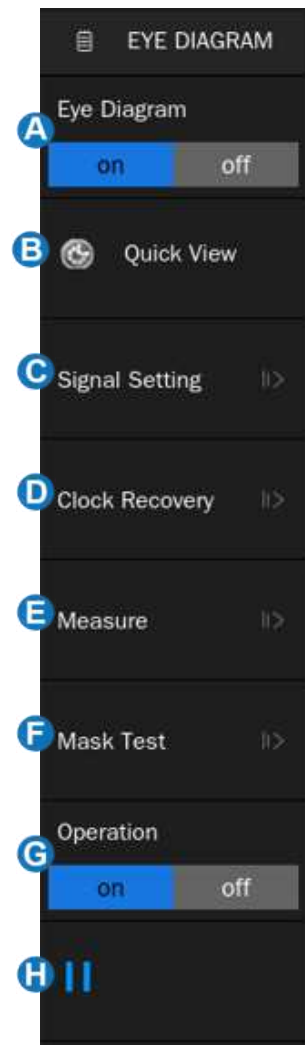 EYE DIAGRAM
Eye Diagram
A
on off
B Quick View
C Signal Setting
D Clock Recovery
E Measure
F Mask Test
Operation
G
on off
H